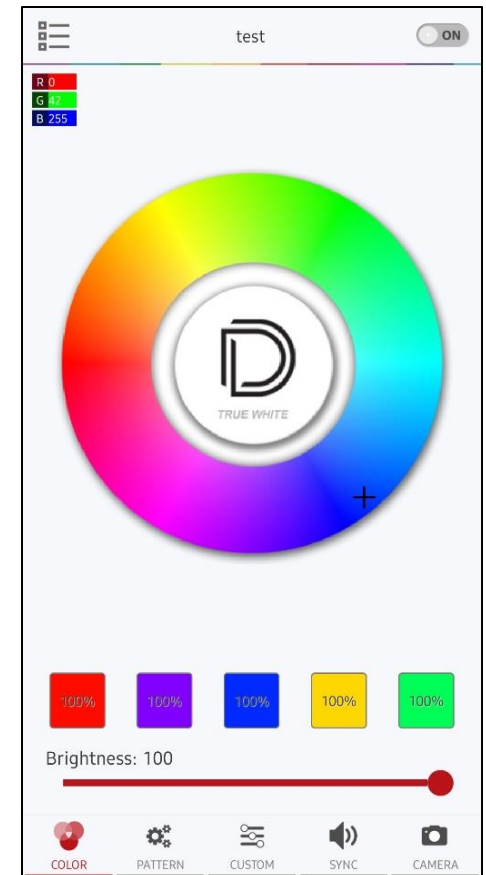 test
ON
R 0
G 42
B 255
D
TRUE WHITE
100% 100% 100% 100% 100%
Brightness: 100
COLOR PATTERN CUSTOM SYNC CAMERA